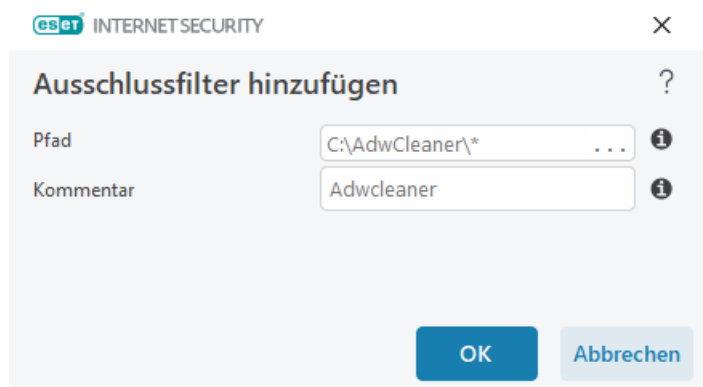 eset INTERNET SECURITY
Ausschlussfilter hinzufügen ?
Pfad C:\AdwCleaner\* ...
Kommentar Adwcleaner
OK Abbrechen